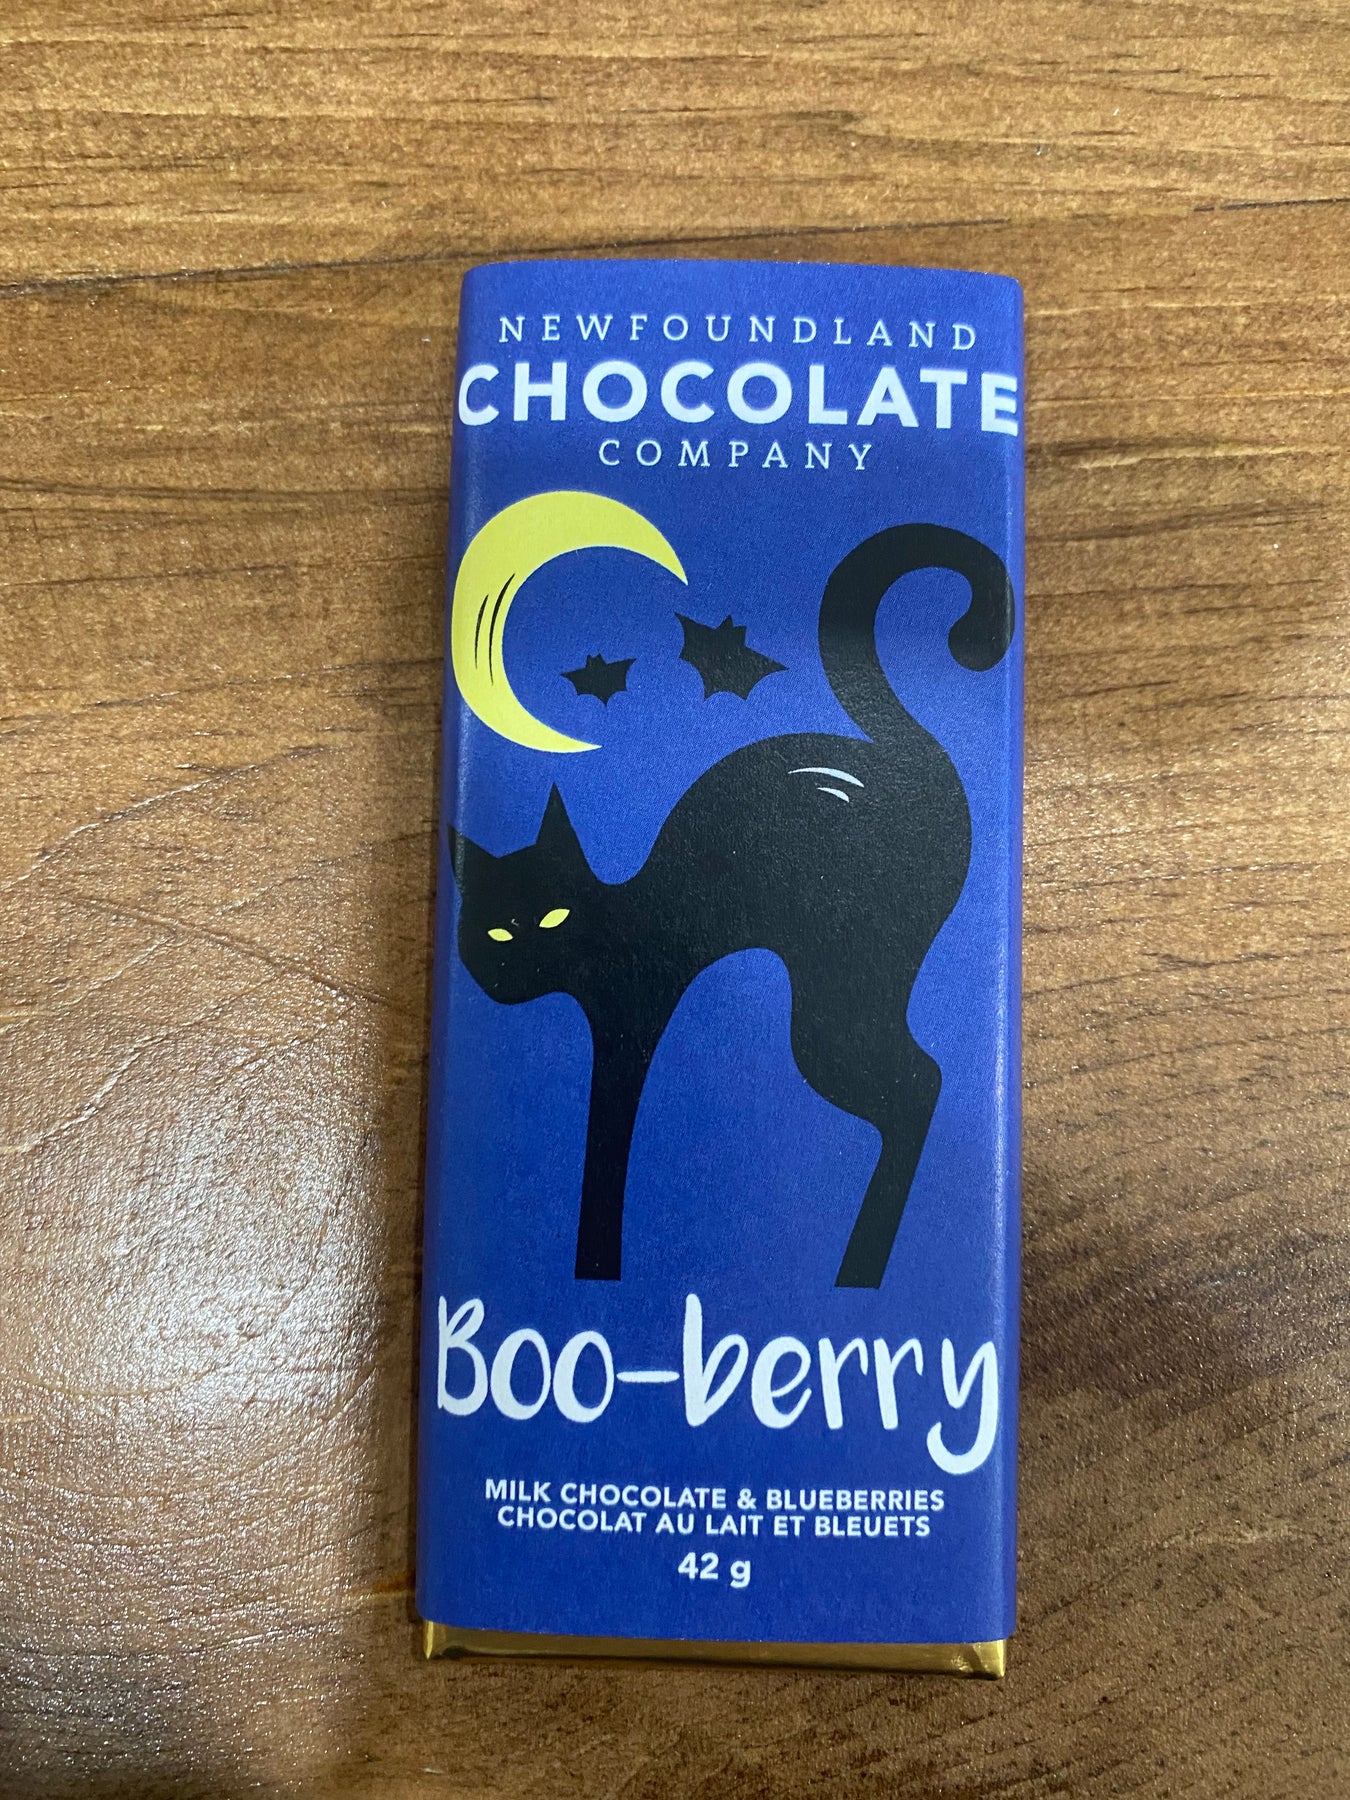 NEWFOUNDLAND
CHOCOLATE
COMPANY
Boo-berry
MILK CHOCOLATE & BLUEBERRIES
CHOCOLAT AU LAIT ET BLEUETS
42 g